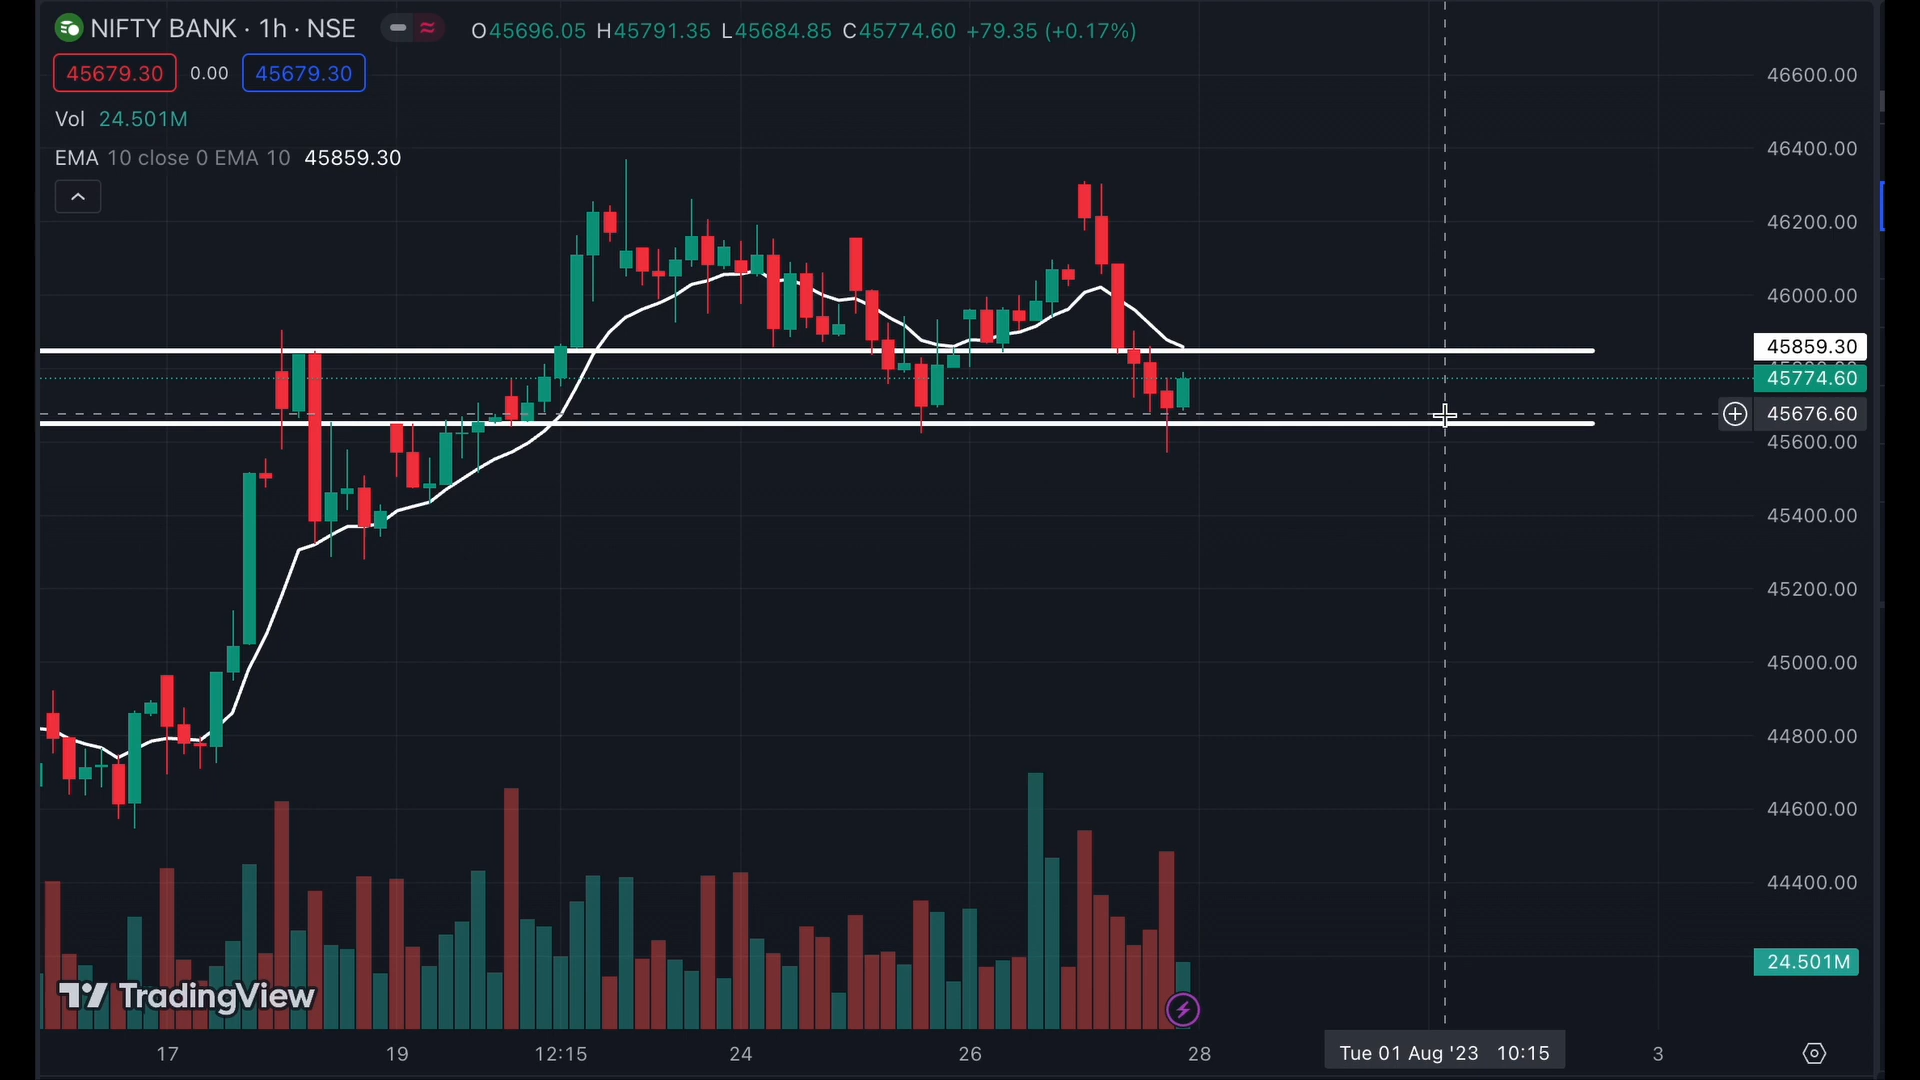 NIFTY BANK · 1h · NSE
O45696.05 H45791.35 L45684.85 C45774.60 +79.35 (+0.17%)
45679.30 0.00 45679.30
Vol 24.501M
EMA 10 close 0 EMA 10 45859.30
46600.00
46400.00
46200.00
46000.00
45859.30
45774.60
45676.60
45600.00
45400.00
45200.00
45000.00
44800.00
44600.00
44400.00
24.501M
TradingView
17 19 12:15 24 26 28 Tue 01 Aug '23 10:15 3